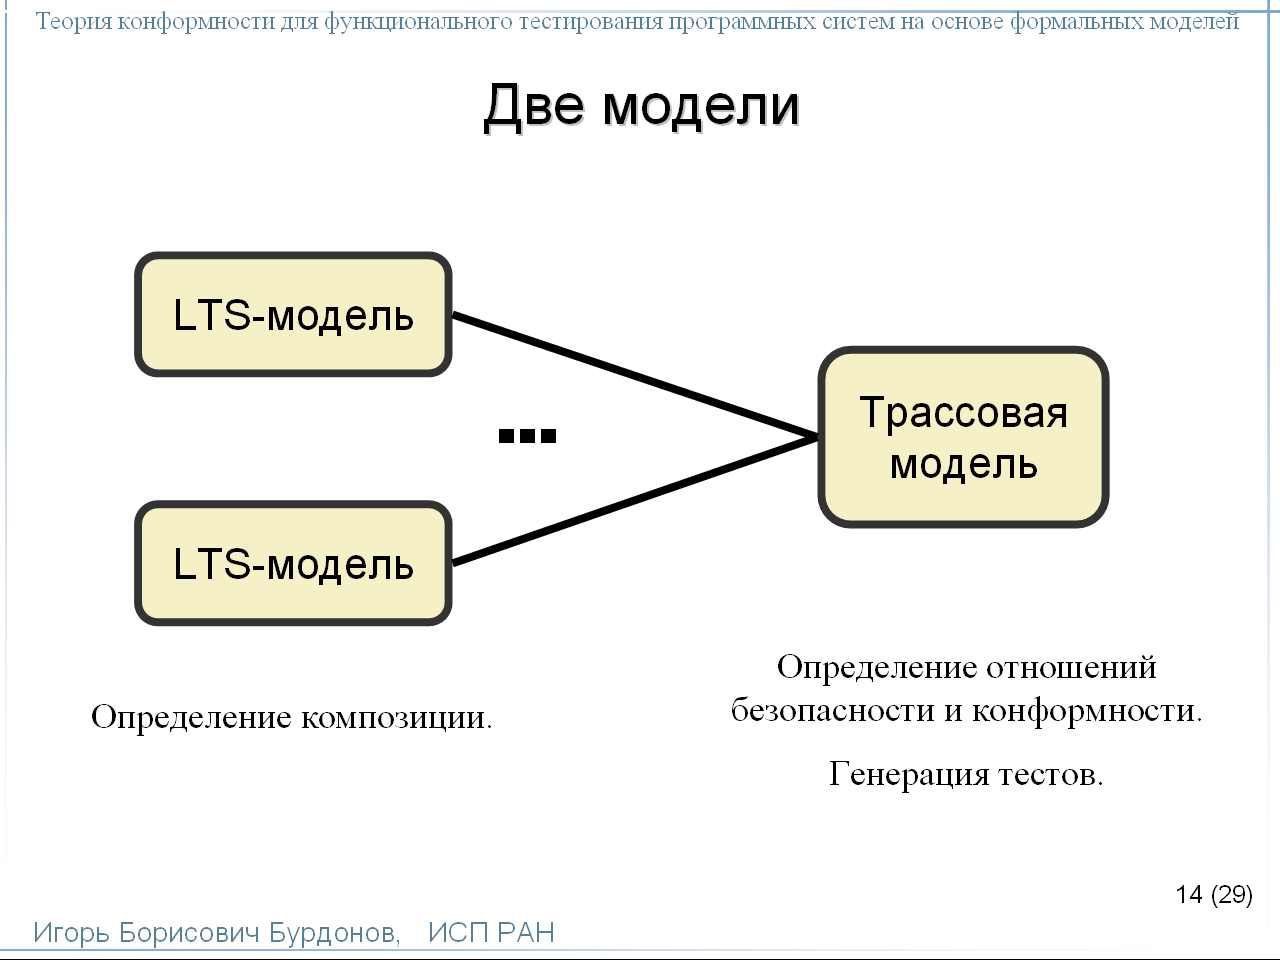 Теория конформности для функционального тестирования программных систем на основе формальных моделей
Две модели
LTS-модель
...
LTS-модель
Трассовая
модель
Определение композиции.
Определение отношений
безопасности и конформности.
Генерация тестов.
14 (29)
Игорь Борисович Бурдонов, ИСП РАН